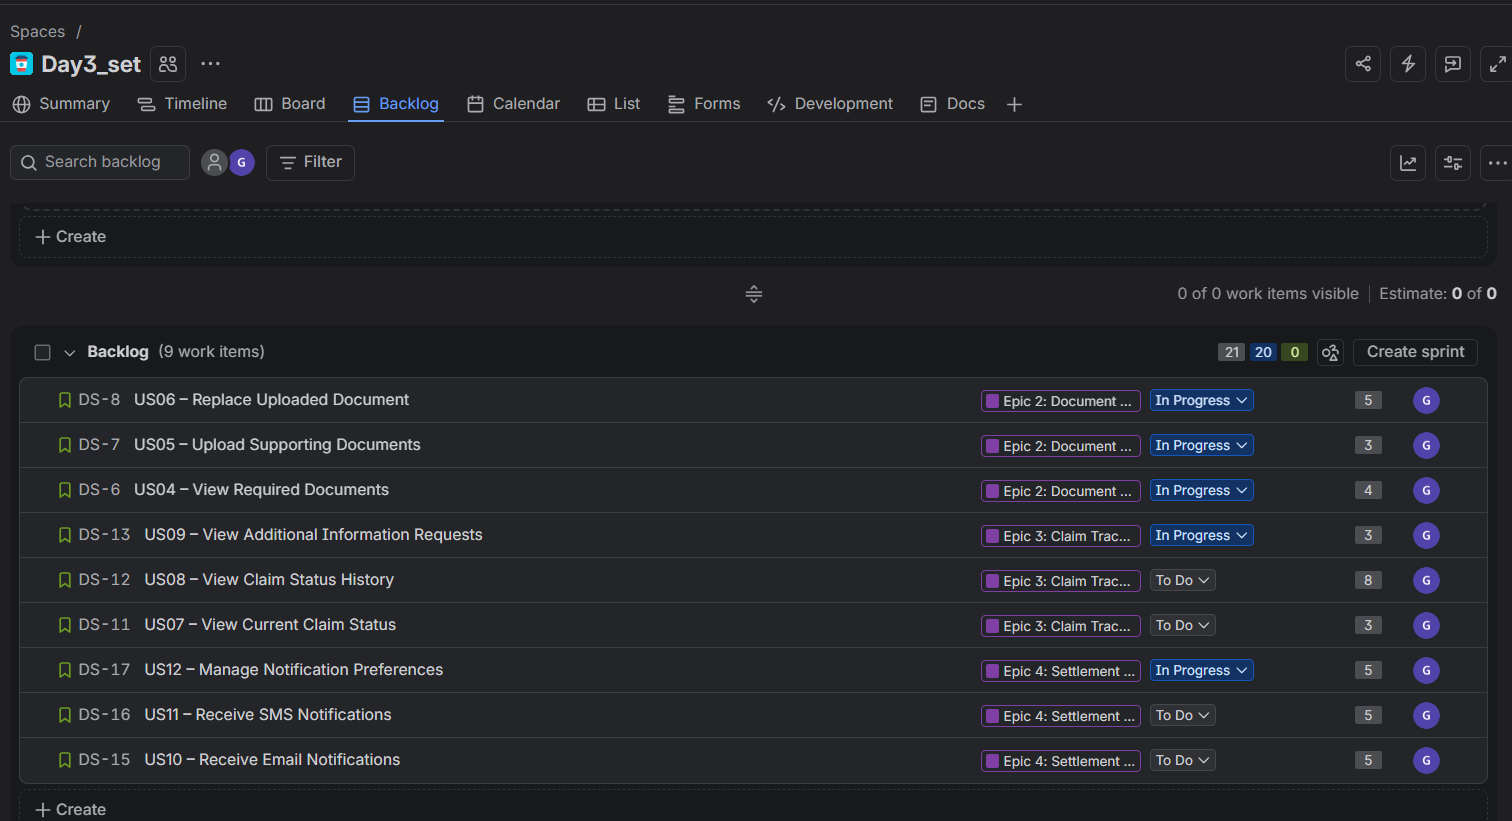 Spaces /
Day3_set
Summary Timeline Board Backlog Calendar List Forms Development Docs
Search backlog G Filter
Create
0 of 0 work items visible Estimate: 0 of 0
Backlog (9 work items) 21 20 0 Create sprint
DS-8 US06 – Replace Uploaded Document Epic 2: Document ... In Progress 5 G
DS-7 US05 – Upload Supporting Documents Epic 2: Document ... In Progress 3 G
DS-6 US04 – View Required Documents Epic 2: Document ... In Progress 4 G
DS-13 US09 – View Additional Information Requests Epic 3: Claim Trac... In Progress 3 G
DS-12 US08 – View Claim Status History Epic 3: Claim Trac... To Do 8 G
DS-11 US07 – View Current Claim Status Epic 3: Claim Trac... To Do 3 G
DS-17 US12 – Manage Notification Preferences Epic 4: Settlement ... In Progress 5 G
DS-16 US11 – Receive SMS Notifications Epic 4: Settlement ... To Do 5 G
DS-15 US10 – Receive Email Notifications Epic 4: Settlement ... To Do 5 G
Create